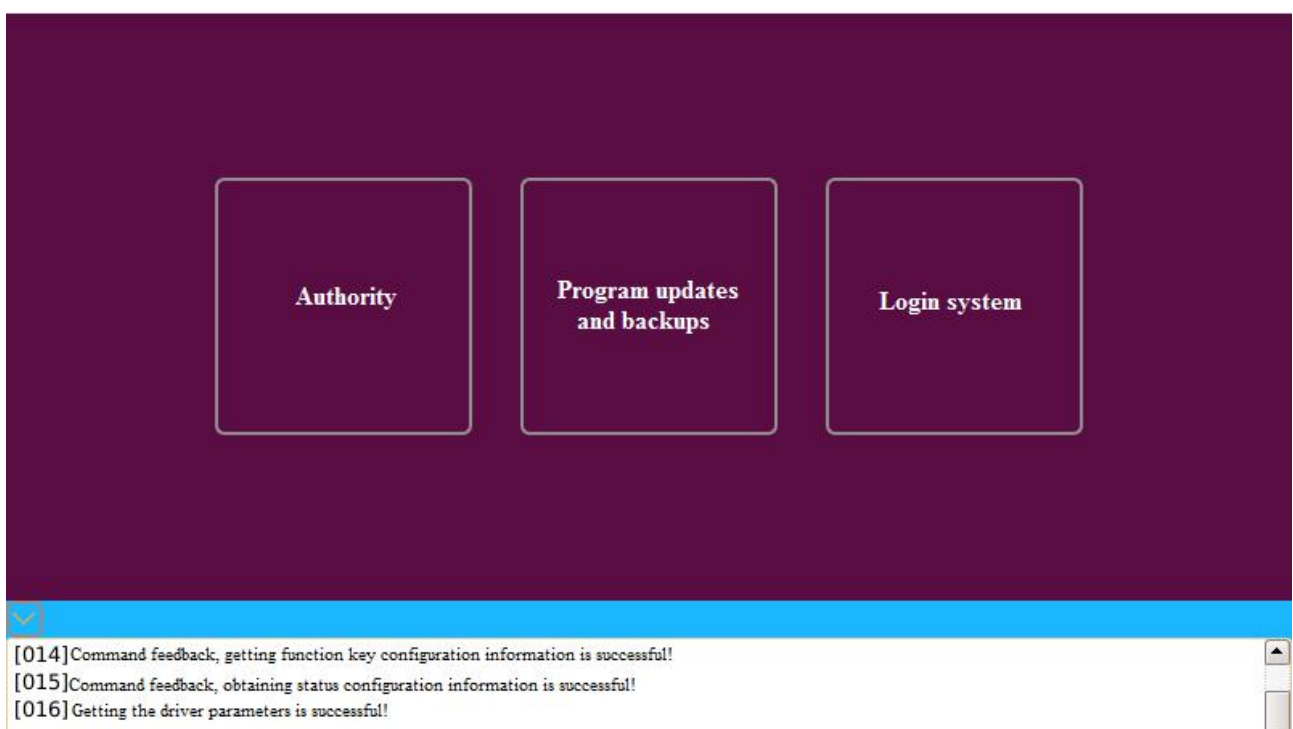 Authority
Program updates
and backups
Login system
[014]Command feedback, getting function key configuration information is successful!
[015]Command feedback, obtaining status configuration information is successful!
[016]Getting the driver parameters is successful!